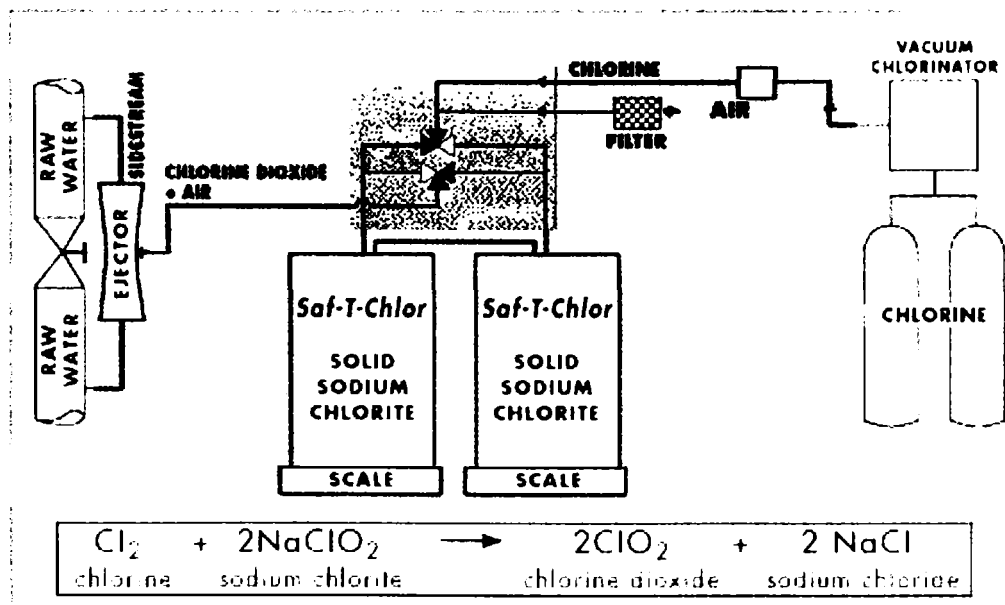 VACUUM
CHLORINATOR
CHLORINE
AIR
FILTER
SIDESTREAM
RAW
WATER
CHLORINE DIOXIDE
+ AIR
EJECTOR
RAW
WATER
Saf-T-Chlor
SOLID
SODIUM
CHLORITE
SCALE
Saf-T-Chlor
SOLID
SODIUM
CHLORITE
SCALE
CHLORINE
Cl₂ + 2NaClO₂ → 2ClO₂ + 2 NaCl
chlorine sodium chlorite chlorine dioxide sodium chloride